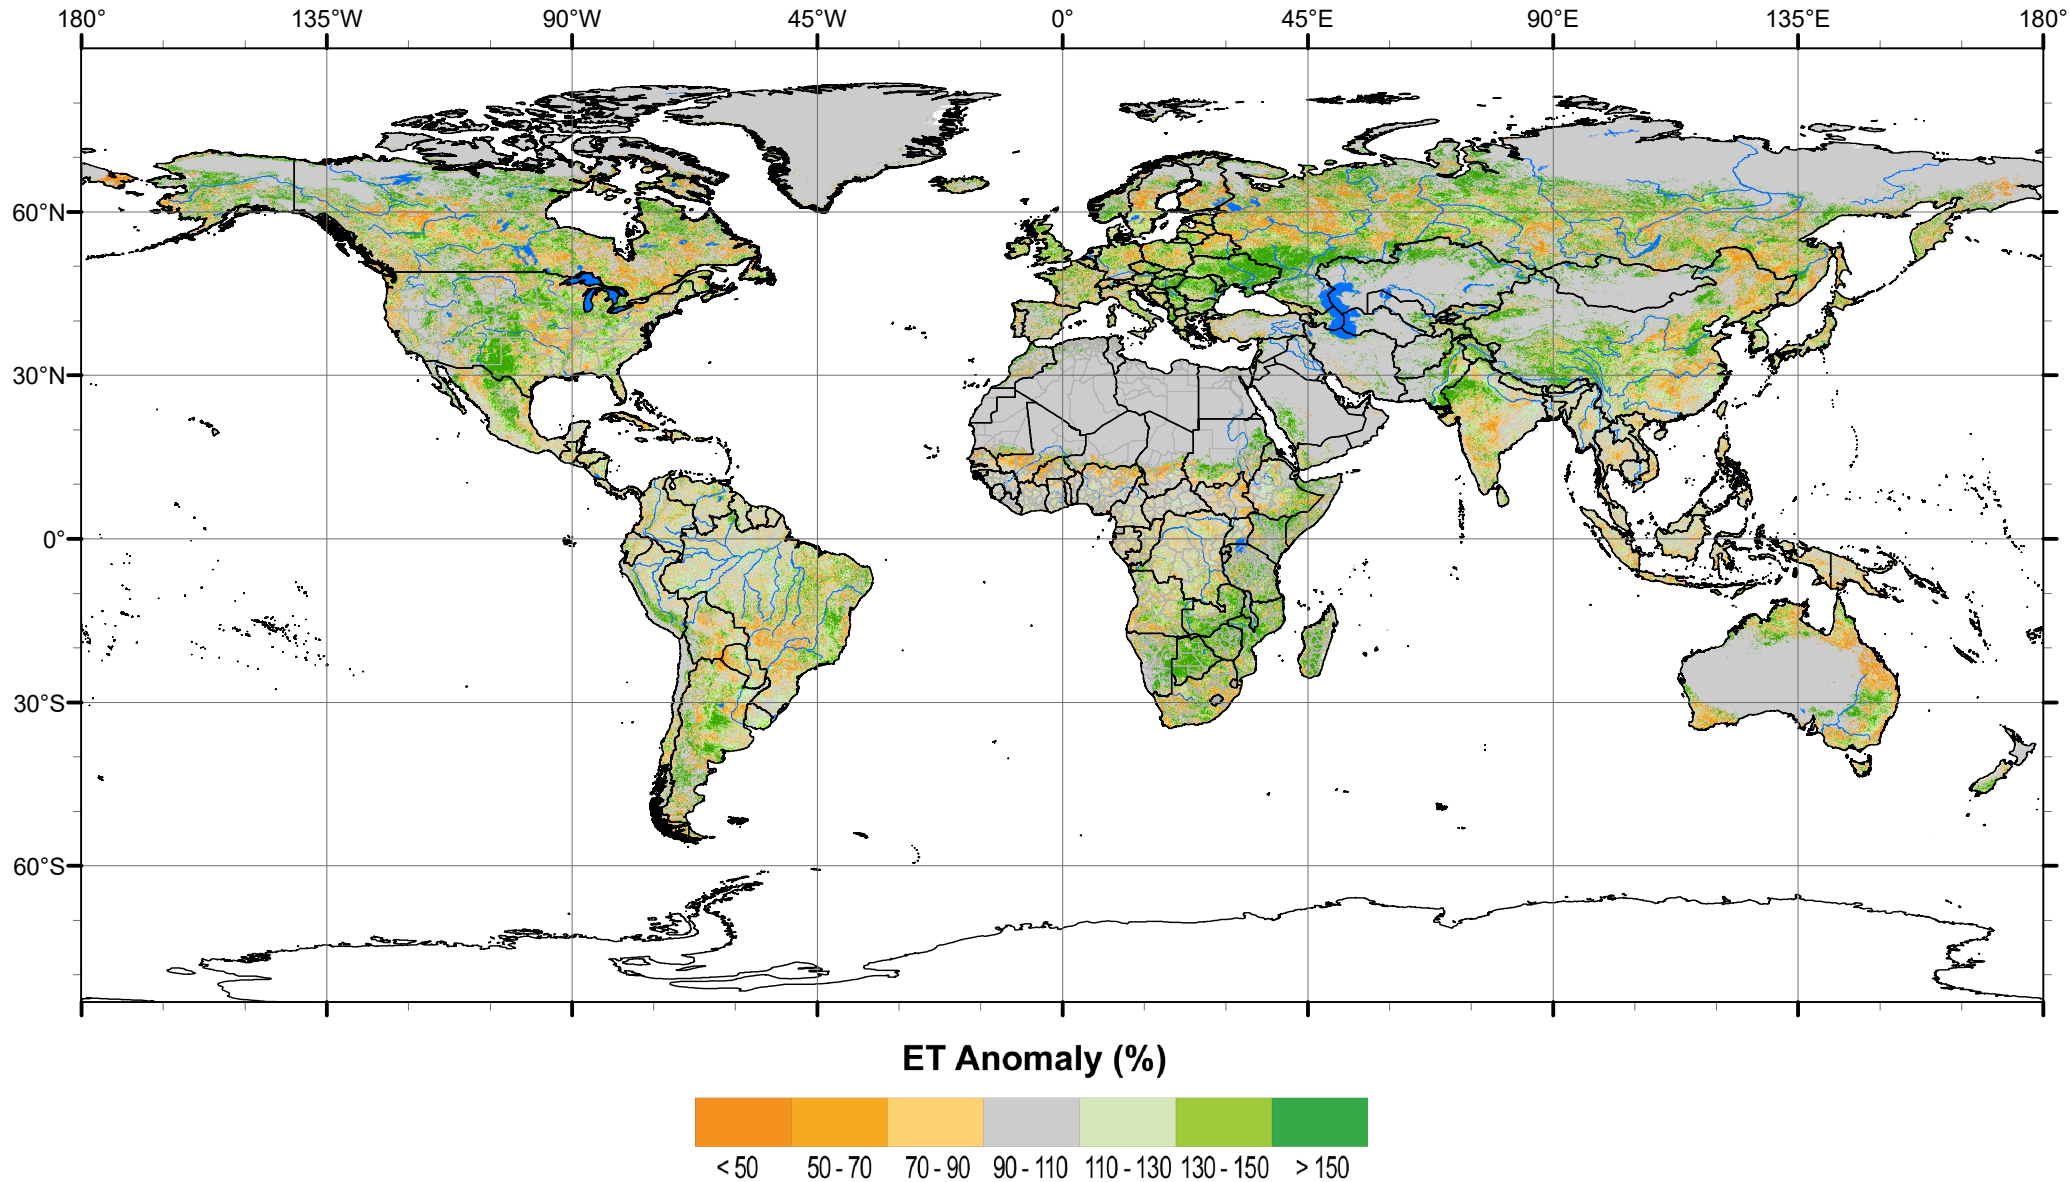 180° 135°W 90°W 45°W 0° 45°E 90°E 135°E 180°
60°N
30°N
0°
30°S
60°S
ET Anomaly (%)
< 50 50 - 70 70 - 90 90 - 110 110 - 130 130 - 150 > 150